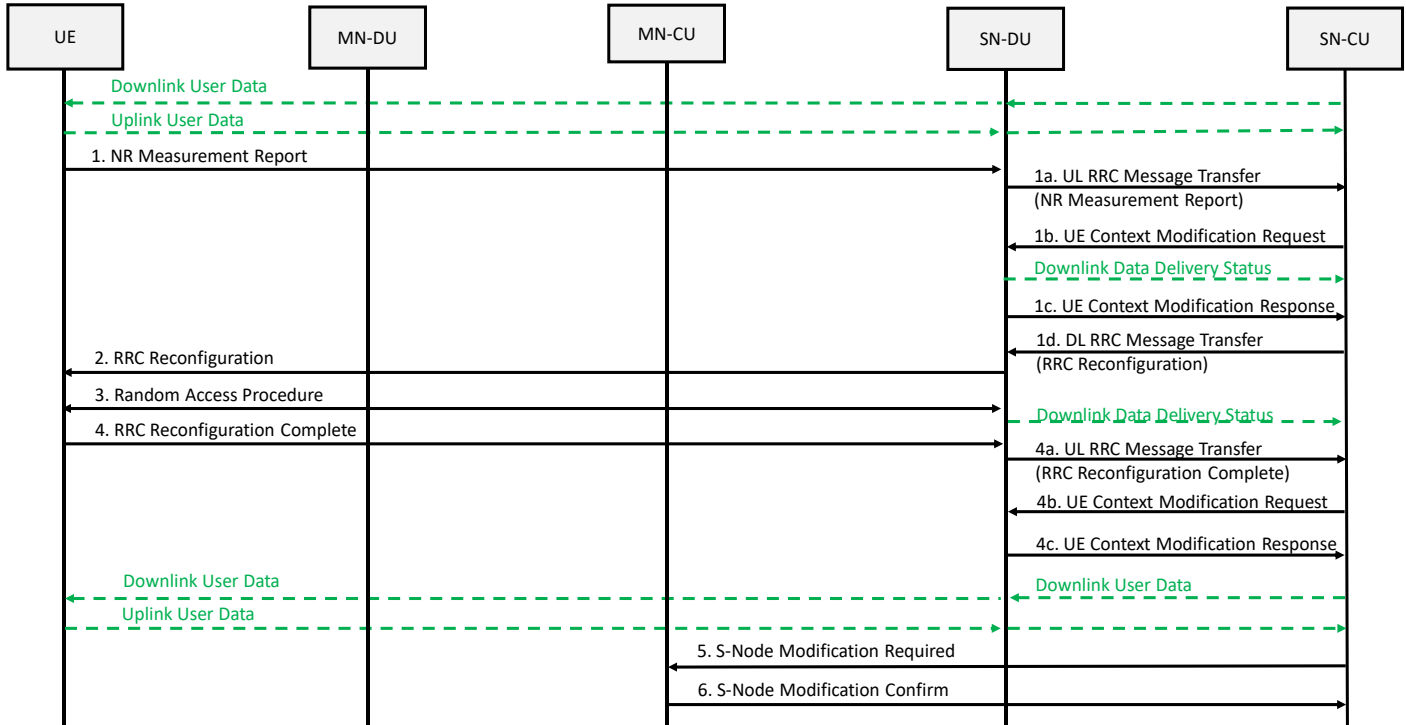 UE
MN-DU
MN-CU
SN-DU
SN-CU
Downlink User Data
Uplink User Data
1. NR Measurement Report
1a. UL RRC Message Transfer
(NR Measurement Report)
1b. UE Context Modification Request
Downlink Data Delivery Status
1c. UE Context Modification Response
1d. DL RRC Message Transfer
(RRC Reconfiguration)
2. RRC Reconfiguration
3. Random Access Procedure
Downlink Data Delivery Status
4. RRC Reconfiguration Complete
4a. UL RRC Message Transfer
(RRC Reconfiguration Complete)
4b. UE Context Modification Request
4c. UE Context Modification Response
Downlink User Data
Downlink User Data
Uplink User Data
5. S-Node Modification Required
6. S-Node Modification Confirm